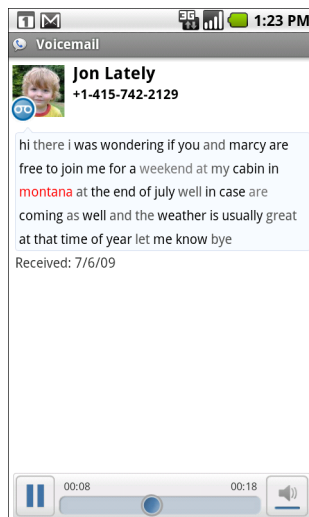 1
3G
1:23 PM
Voicemail
Jon Lately
+1-415-742-2129
hi there i was wondering if you and marcy are
free to join me for a weekend at my cabin in
montana at the end of july well in case are
coming as well and the weather is usually great
at that time of year let me know bye
Received: 7/6/09
00:08 00:18